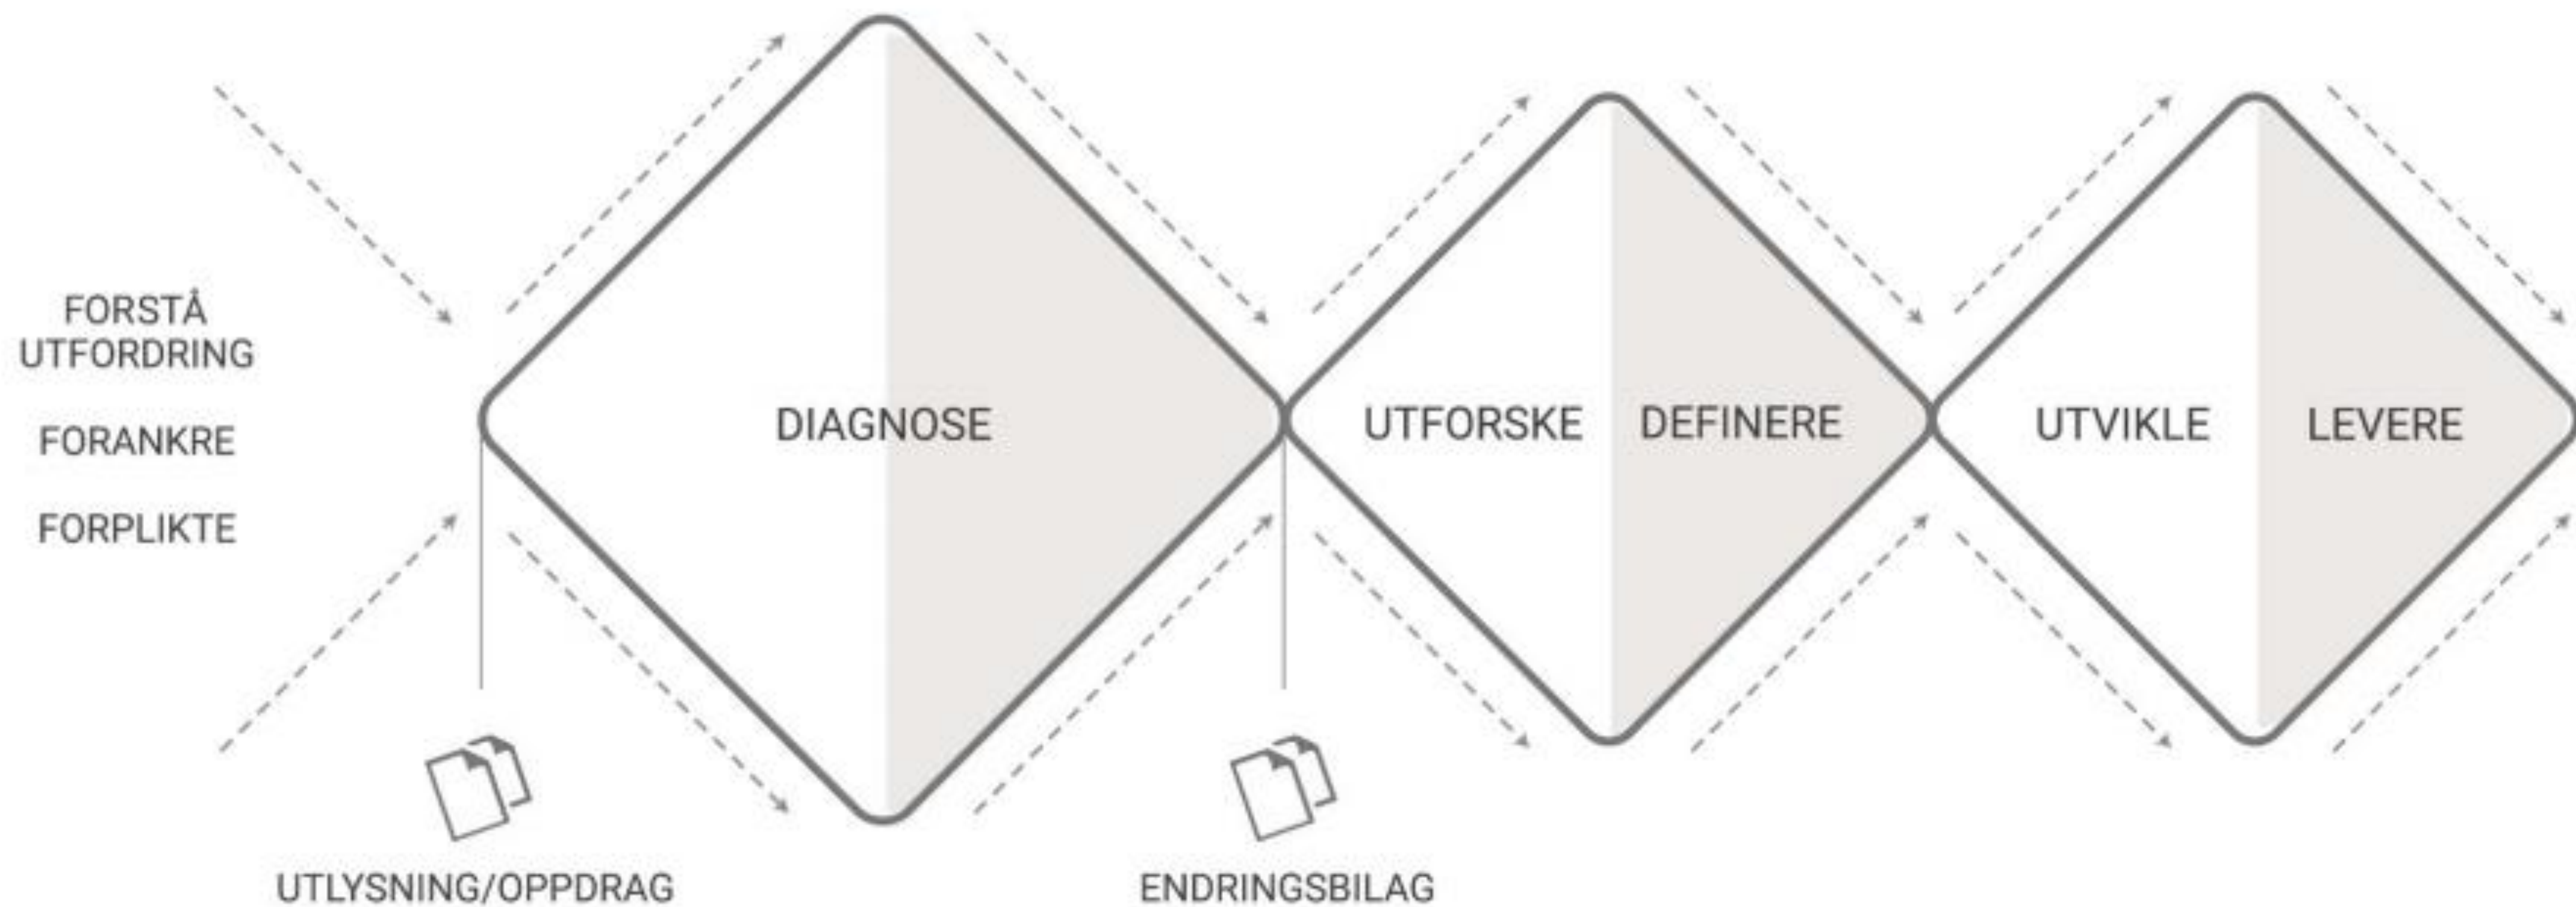 FORSTÅ
UTFORDRING
FORANKRE
FORPLIKTE
DIAGNOSE
UTFORSKE
DEFINERE
UTVIKLE
LEVERE
UTLYSNING/OPPDRAG
ENDRINGSBILAG